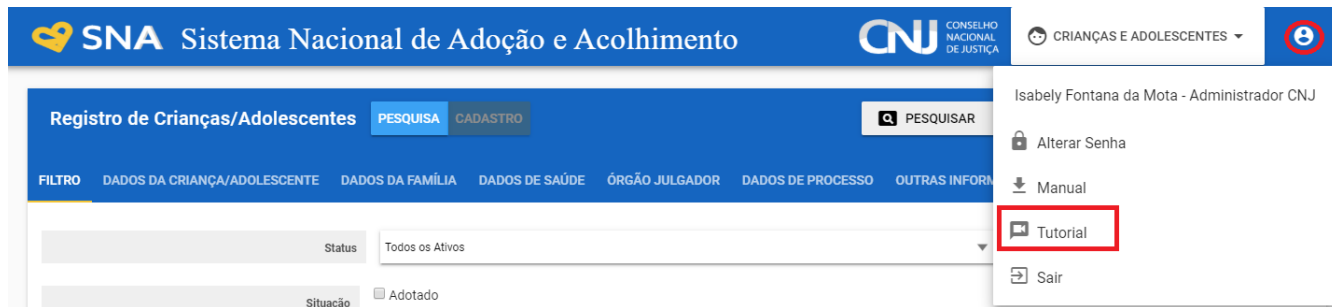 SNA Sistema Nacional de Adoção e Acolhimento
CNJ CONSELHO
NACIONAL
DE JUSTIÇA
CRIANÇAS E ADOLESCENTES
Isabely Fontana da Mota - Administrador CNJ
Alterar Senha
Manual
Tutorial
Sair
Registro de Crianças/Adolescentes PESQUISA CADASTRO PESQUISAR
FILTRO DADOS DA CRIANÇA/ADOLESCENTE DADOS DA FAMÍLIA DADOS DE SAÚDE ÓRGÃO JULGADOR DADOS DE PROCESSO OUTRAS INFORM
Status Todos os Ativos
Situação Adotado